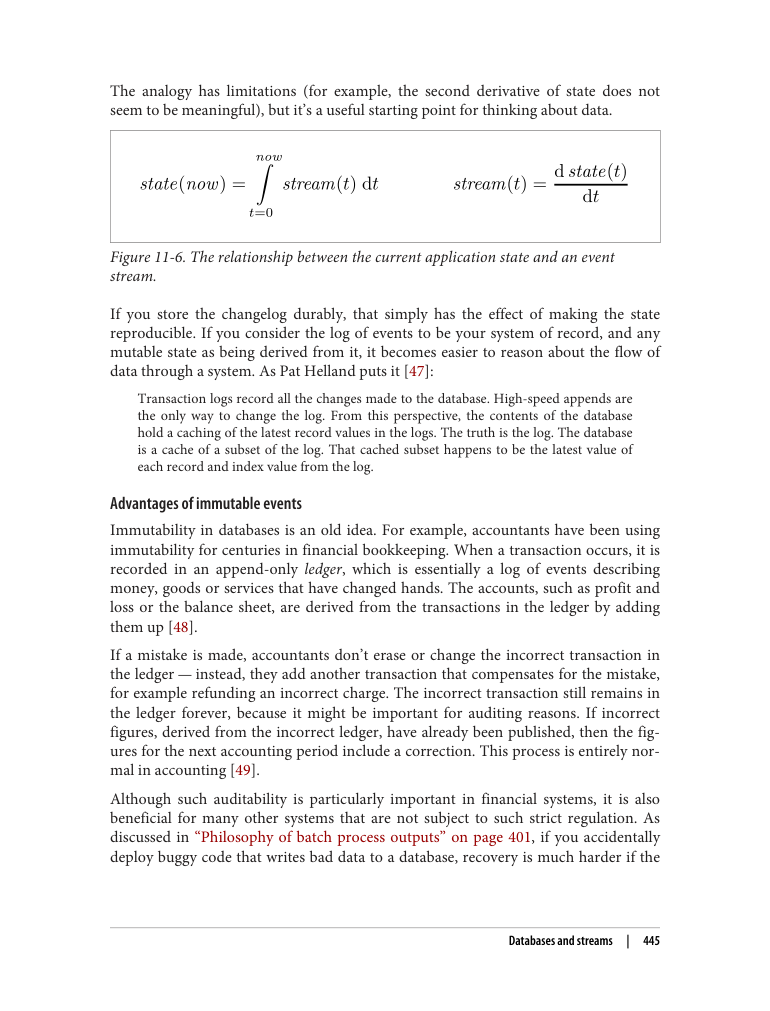 The analogy has limitations (for example, the second derivative of state does not
seem to be meaningful), but it’s a useful starting point for thinking about data.
state(now) = ∫_{t=0}^{now} stream(t) dt    stream(t) = d state(t) / dt
Figure 11-6. The relationship between the current application state and an event
stream.
If you store the changelog durably, that simply has the effect of making the state
reproducible. If you consider the log of events to be your system of record, and any
mutable state as being derived from it, it becomes easier to reason about the flow of
data through a system. As Pat Helland puts it [47]:
Transaction logs record all the changes made to the database. High-speed appends are
the only way to change the log. From this perspective, the contents of the database
hold a caching of the latest record values in the logs. The truth is the log. The database
is a cache of a subset of the log. That cached subset happens to be the latest value of
each record and index value from the log.
Advantages of immutable events
Immutability in databases is an old idea. For example, accountants have been using
immutability for centuries in financial bookkeeping. When a transaction occurs, it is
recorded in an append-only ledger, which is essentially a log of events describing
money, goods or services that have changed hands. The accounts, such as profit and
loss or the balance sheet, are derived from the transactions in the ledger by adding
them up [48].
If a mistake is made, accountants don’t erase or change the incorrect transaction in
the ledger — instead, they add another transaction that compensates for the mistake,
for example refunding an incorrect charge. The incorrect transaction still remains in
the ledger forever, because it might be important for auditing reasons. If incorrect
figures, derived from the incorrect ledger, have already been published, then the fig-
ures for the next accounting period include a correction. This process is entirely nor-
mal in accounting [49].
Although such auditability is particularly important in financial systems, it is also
beneficial for many other systems that are not subject to such strict regulation. As
discussed in “Philosophy of batch process outputs” on page 401, if you accidentally
deploy buggy code that writes bad data to a database, recovery is much harder if the
Databases and streams | 445